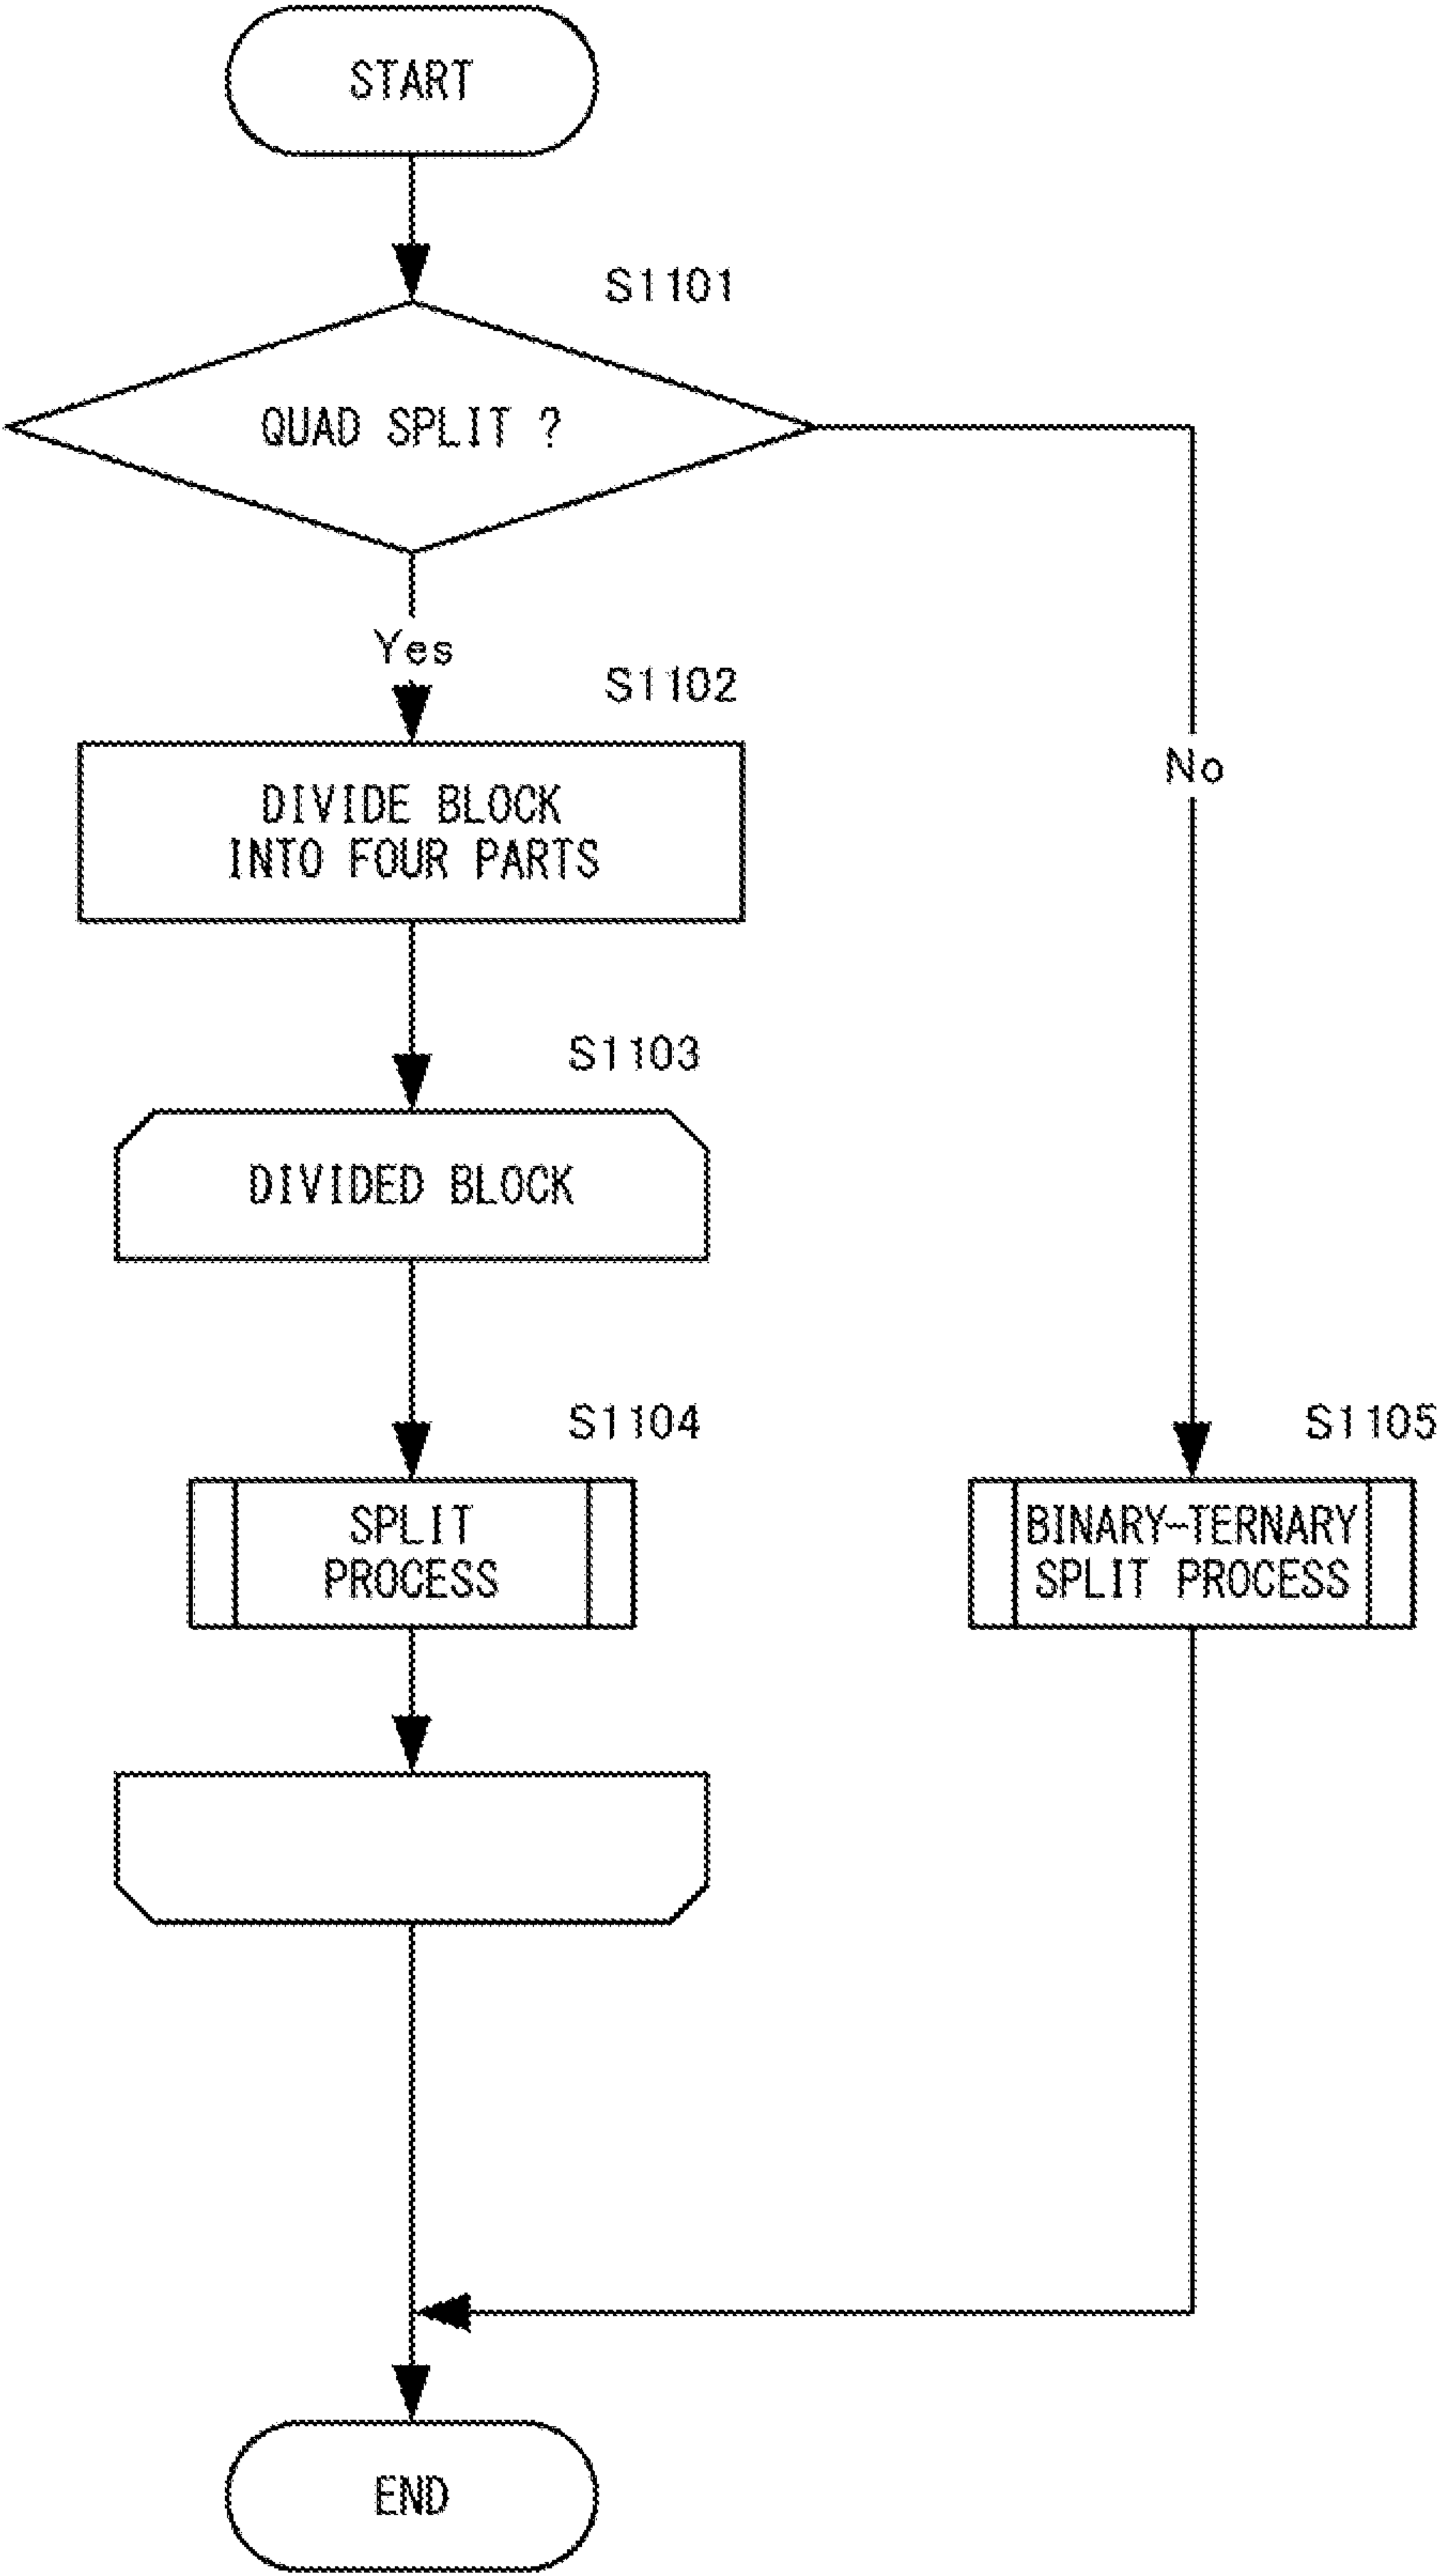 START
S1101
QUAD SPLIT ?
Yes
S1102
No
DIVIDE BLOCK
INTO FOUR PARTS
S1103
DIVIDED BLOCK
S1104
S1105
SPLIT
PROCESS
BINARY-TERNARY
SPLIT PROCESS
END